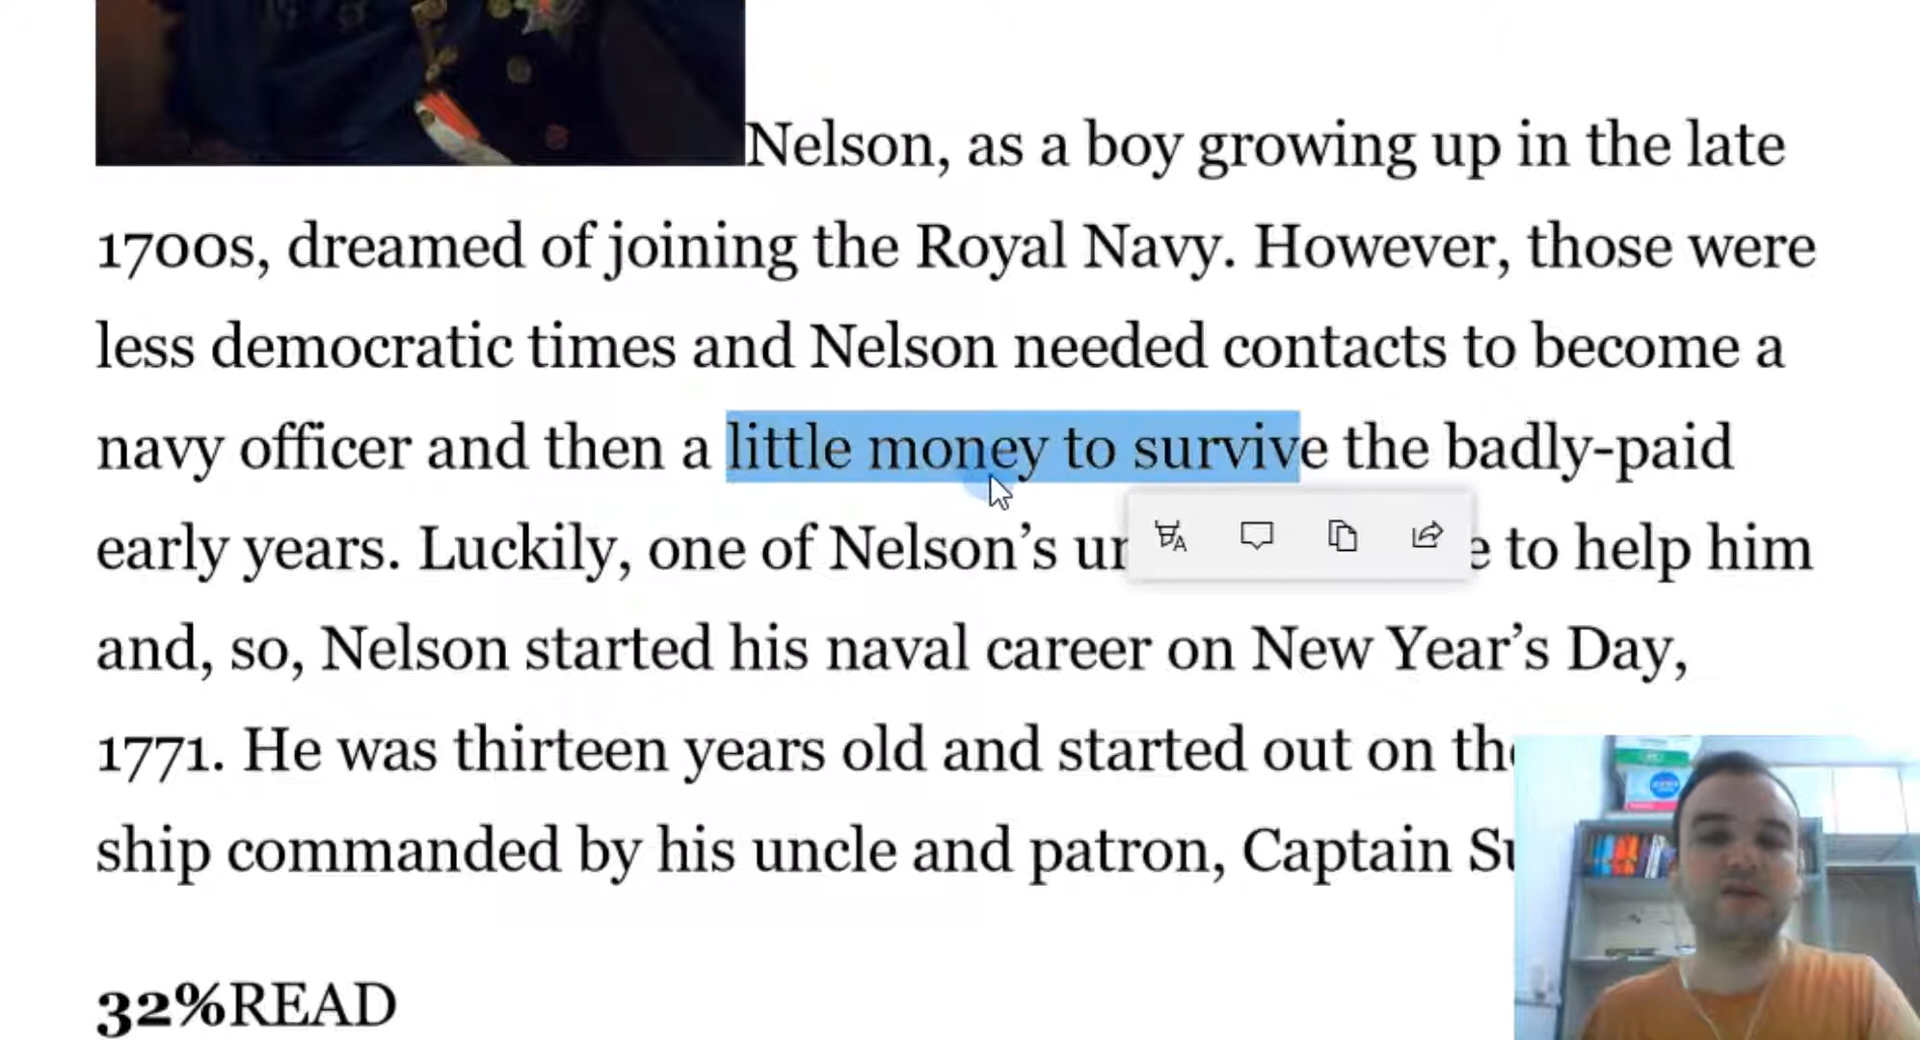 Nelson, as a boy growing up in the late
1700s, dreamed of joining the Royal Navy. However, those were
less democratic times and Nelson needed contacts to become a
navy officer and then a little money to survive the badly-paid
early years. Luckily, one of Nelson's to help him
and, so, Nelson started his naval career on New Year's Day,
1771. He was thirteen years old and started out on
ship commanded by his uncle and patron, Captain
32%READ